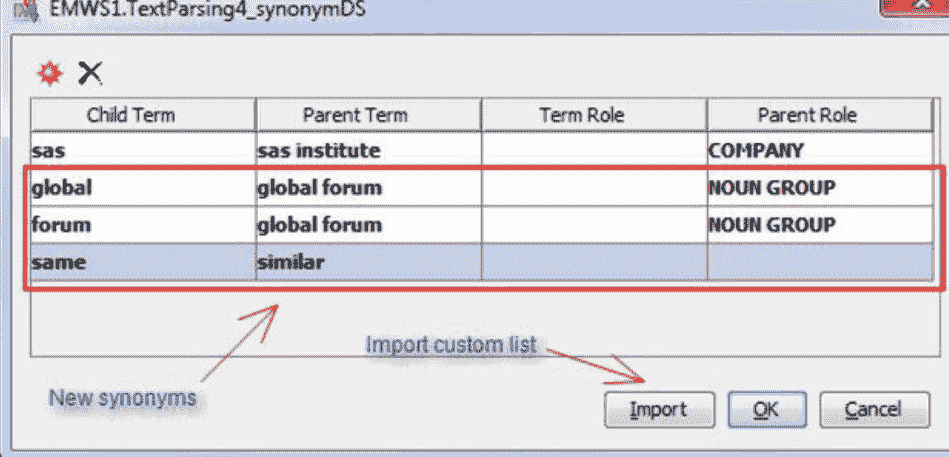 EMWS1.TextParsing4_synonymDS
Child Term Parent Term Term Role Parent Role
sas sas institute COMPANY
global global forum NOUN GROUP
forum global forum NOUN GROUP
same similar
Import custom list
New synonyms
Import OK Cancel